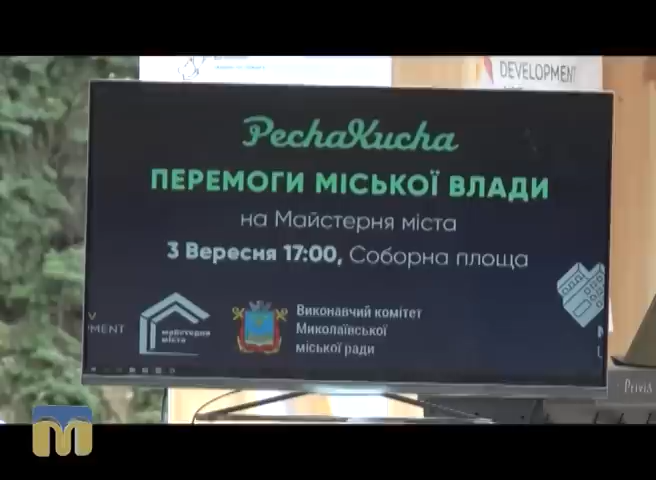 DEVELOPMENT
PechaKucha
ПЕРЕМОГИ МІСЬКОЇ ВЛАДИ
на Майстерня міста
3 Вересня 17:00, Соборна площа
MENT
майстерня
міста
Виконавчий комітет
Миколаївської
міської ради
Privia